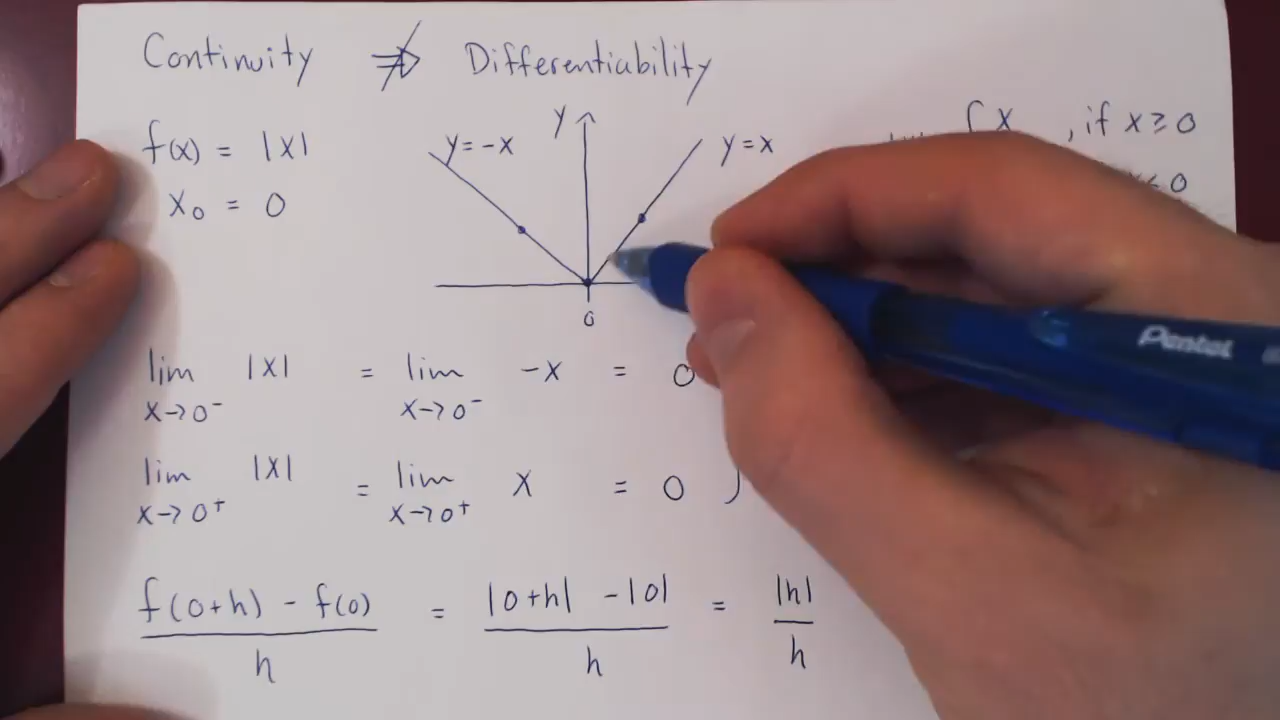 Continuity ⇏ Differentiability
f(x) = |x|
x₀ = 0
y = -x
y
y = x
0
x , if x ≥ 0
< 0
lim x→0⁻ |x| = lim x→0⁻ -x = 0
lim x→0⁺ |x| = lim x→0⁺ x = 0
(f(0+h) - f(0))/h = (|0+h| - |0|)/h = |h|/h
Pentel